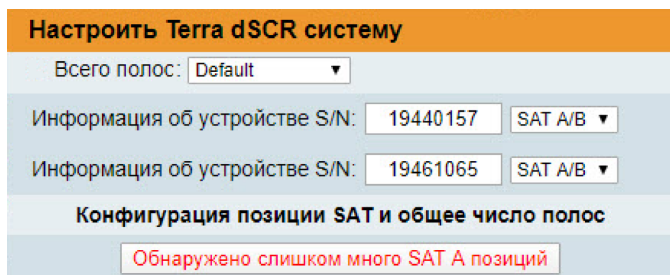 Настроить Terra dSCR систему
Всего полос: Default
Информация об устройстве S/N: 19440157 SAT A/B
Информация об устройстве S/N: 19461065 SAT A/B
Конфигурация позиции SAT и общее число полос
Обнаружено слишком много SAT A позиций